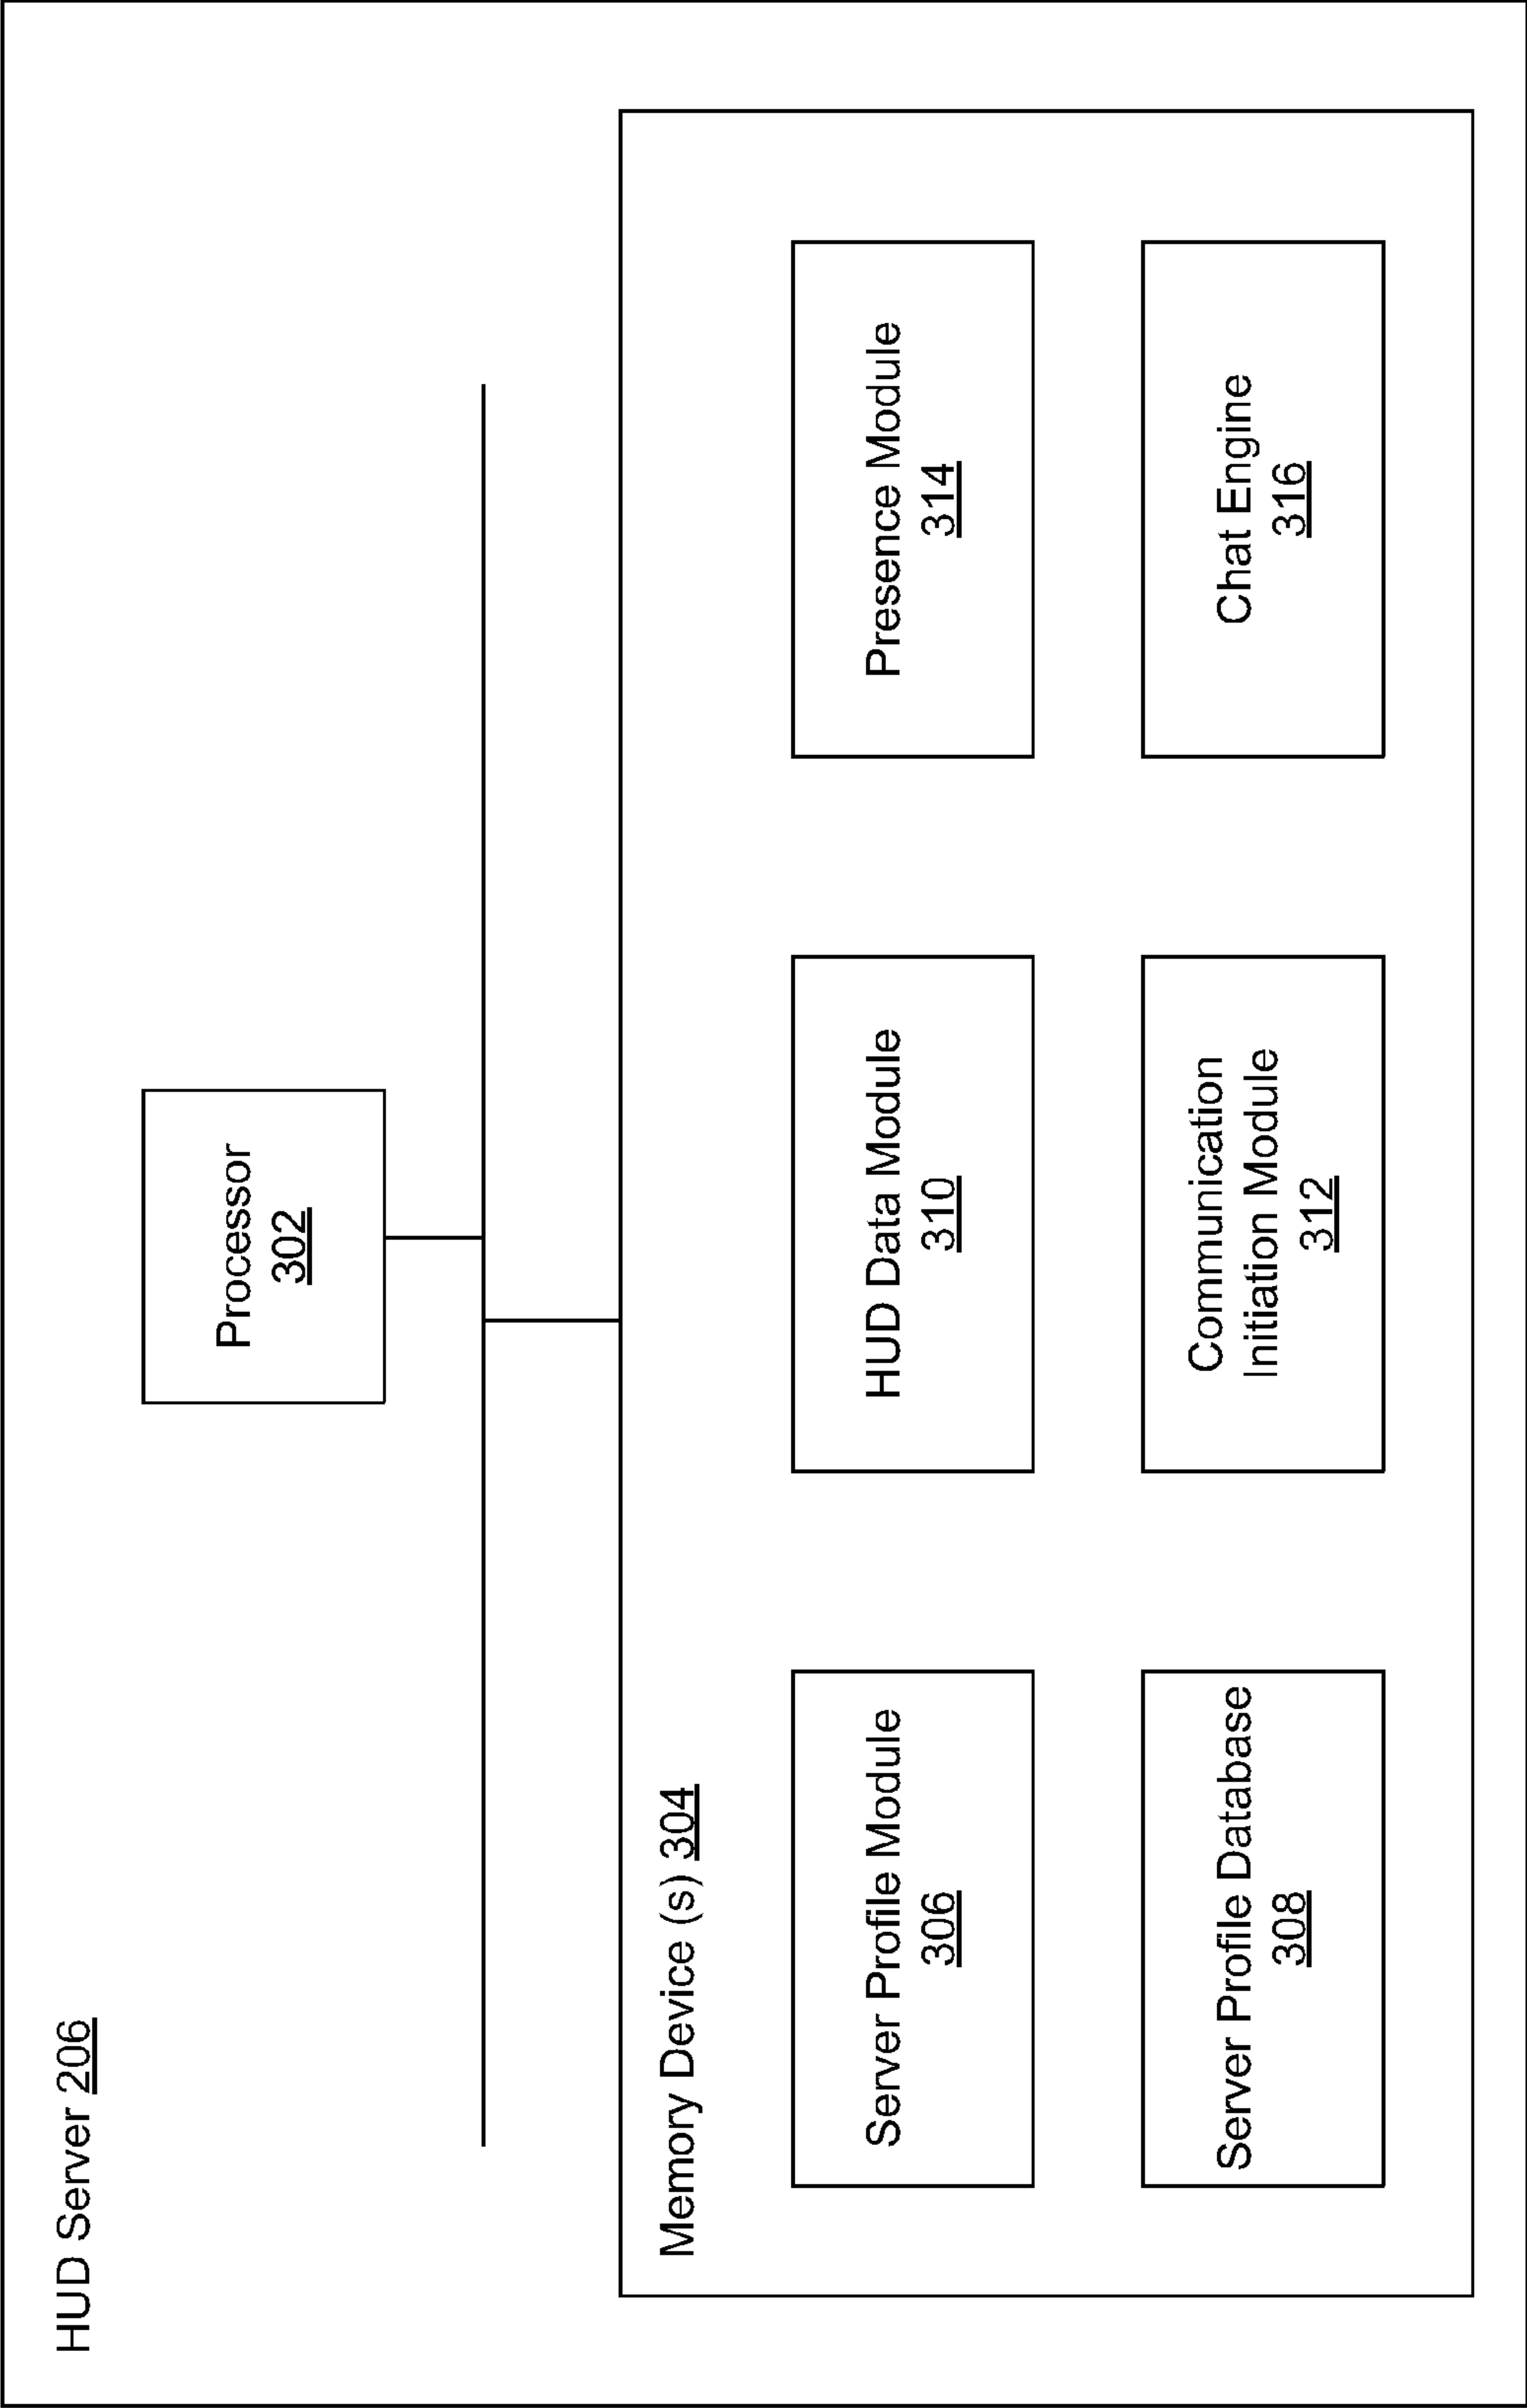 HUD Server 206
Processor
302
Memory Device (s) 304
Server Profile Module
306
HUD Data Module
310
Presence Module
314
Server Profile Database
308
Communication
Initiation Module
312
Chat Engine
316